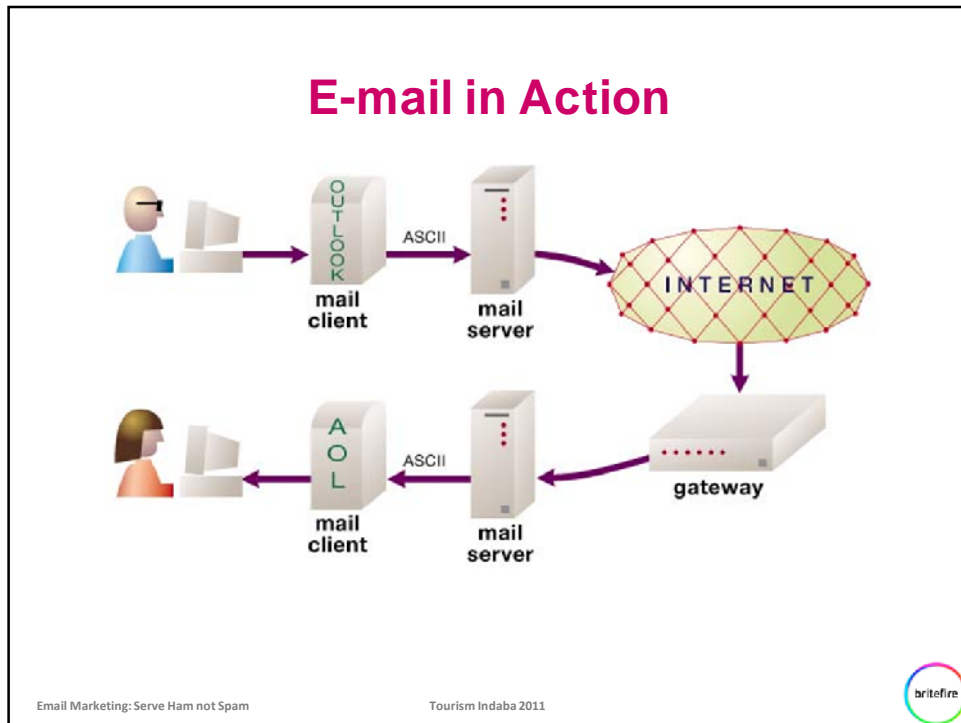 E-mail in Action
OUTLOOK
mail
client
ASCII
mail
server
INTERNET
gateway
AOL
mail
client
ASCII
mail
server
Email Marketing: Serve Ham not Spam
Tourism Indaba 2011
britefire